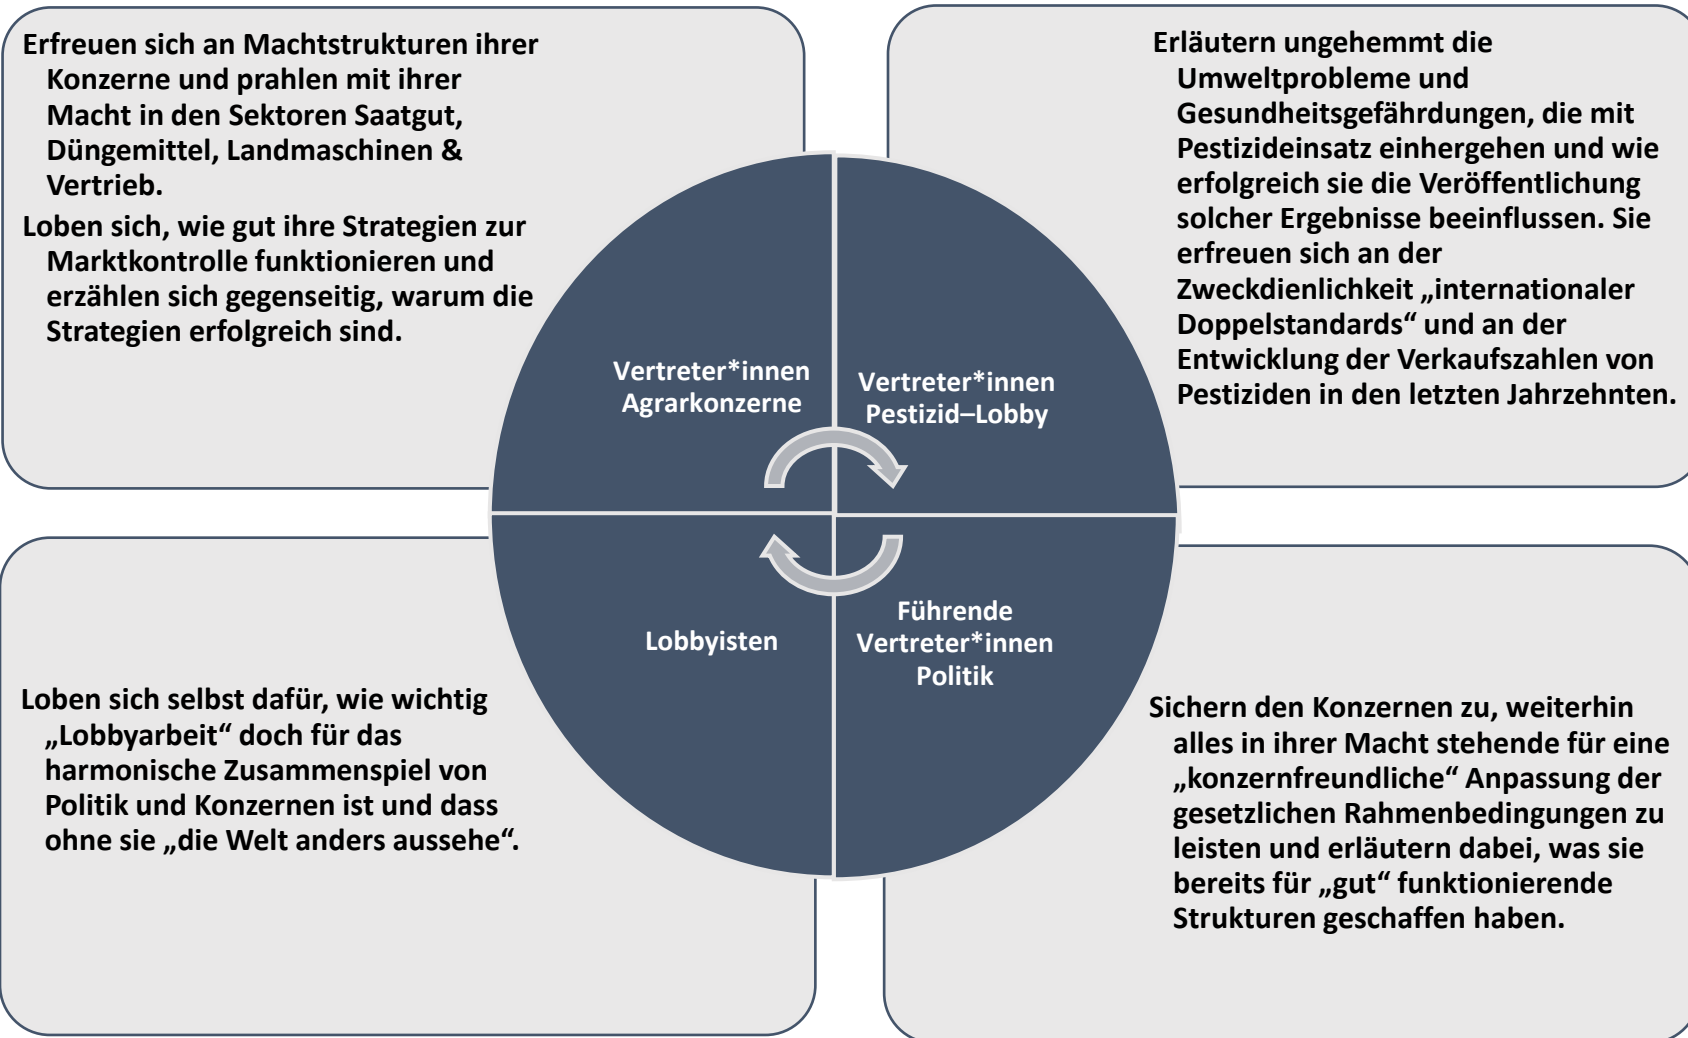 Erfreuen sich an Machtstrukturen ihrer
Konzerne und prahlen mit ihrer
Macht in den Sektoren Saatgut,
Düngemittel, Landmaschinen &
Vertrieb.
Loben sich, wie gut ihre Strategien zur
Marktkontrolle funktionieren und
erzählen sich gegenseitig, warum die
Strategien erfolgreich sind.
Erläutern ungehemmt die
Umweltprobleme und
Gesundheitsgefährdungen, die mit
Pestizideinsatz einhergehen und wie
erfolgreich sie die Veröffentlichung
solcher Ergebnisse beeinflussen. Sie
erfreuen sich an der
Zweckdienlichkeit „internationaler
Doppelstandards“ und an der
Entwicklung der Verkaufszahlen von
Pestiziden in den letzten Jahrzehnten.
Vertreter*innen
Agrarkonzerne
Vertreter*innen
Pestizid–Lobby
Lobbyisten
Führende
Vertreter*innen
Politik
Loben sich selbst dafür, wie wichtig
„Lobbyarbeit“ doch für das
harmonische Zusammenspiel von
Politik und Konzernen ist und dass
ohne sie „die Welt anders aussehe“.
Sichern den Konzernen zu, weiterhin
alles in ihrer Macht stehende für eine
„konzernfreundliche“ Anpassung der
gesetzlichen Rahmenbedingungen zu
leisten und erläutern dabei, was sie
bereits für „gut“ funktionierende
Strukturen geschaffen haben.